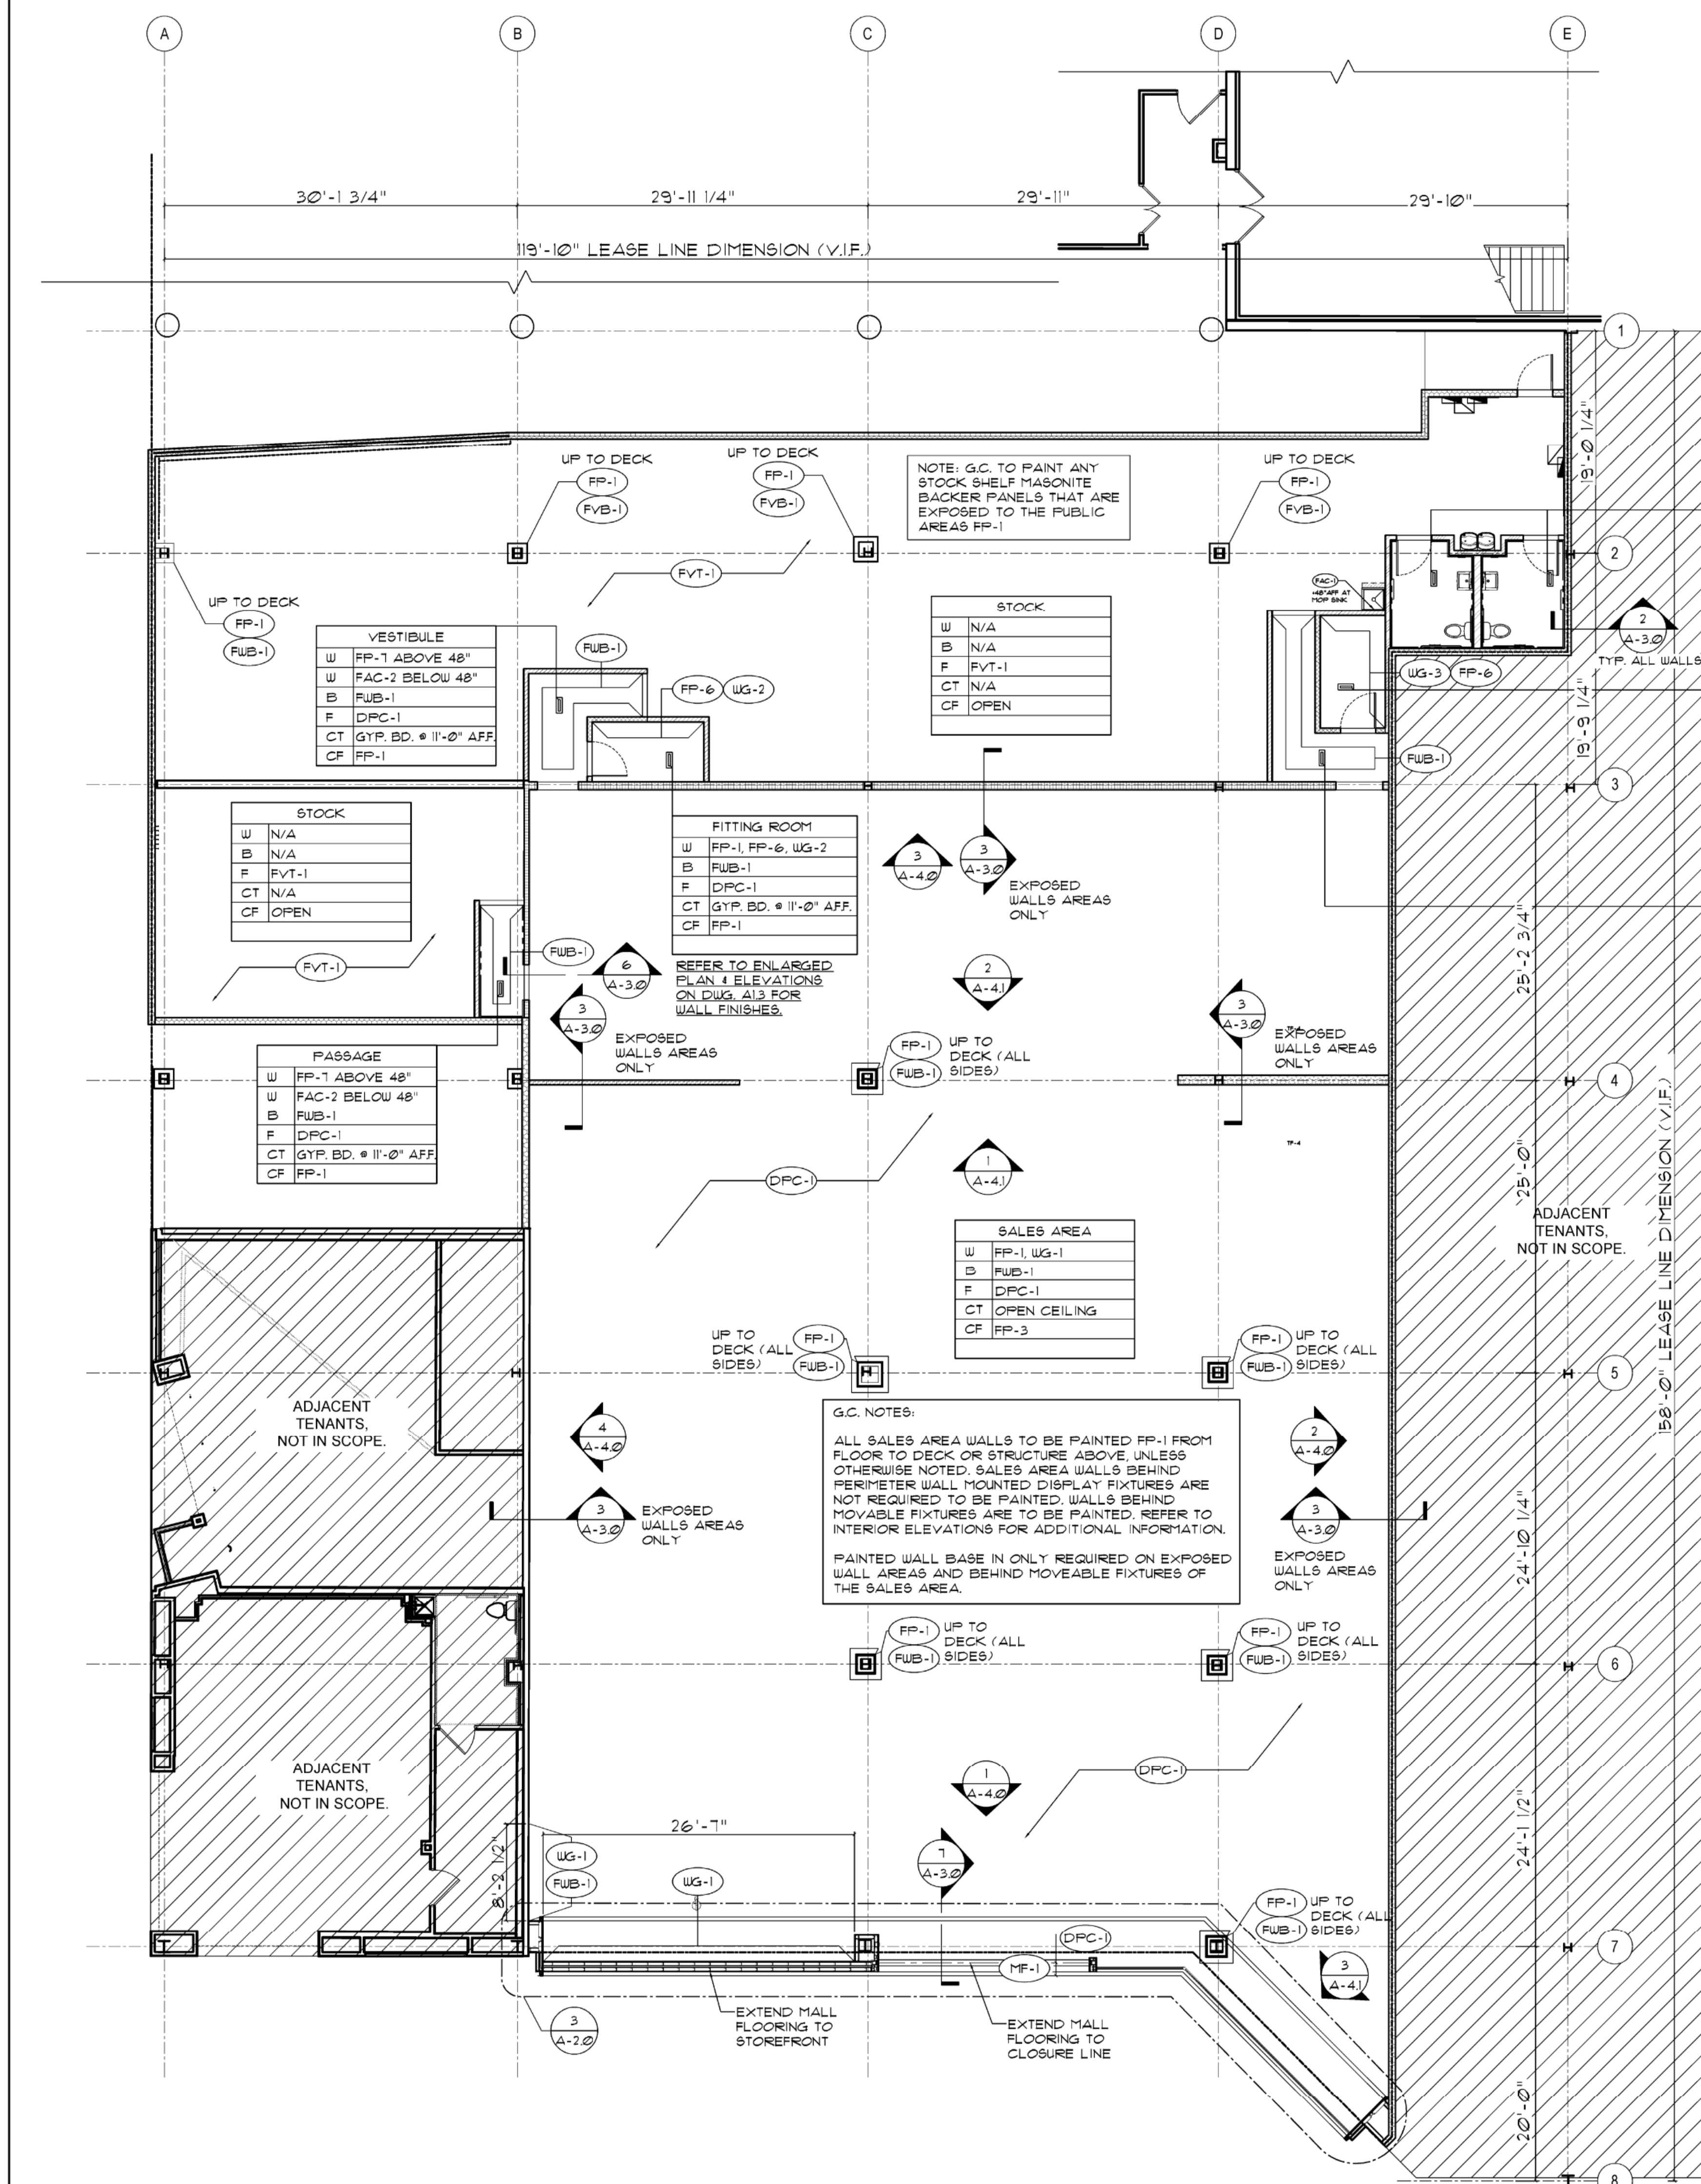 A
B
C
D
E
30'-1 3/4"
29'-11 1/4"
29'-11"
29'-10"
119'-10" LEASE LINE DIMENSION (V.I.F.)
1
19'-0 1/4"
UP TO DECK
FP-1
FVB-1
UP TO DECK
FP-1
FVB-1
NOTE: G.C. TO PAINT ANY
STOCK SHELF MASONITE
BACKER PANELS THAT ARE
EXPOSED TO THE PUBLIC
AREAS FP-1
UP TO DECK
FP-1
FVB-1
2
FVT-1
UP TO DECK
FP-1
FWB-1
FAC-1
+48" AFF AT
MOP SINK
2
A-3.0
TYP. ALL WALLS
VESTIBULE
W FP-7 ABOVE 48"
W FAC-2 BELOW 48"
B FWB-1
F DPC-1
CT GYP. BD. @ 11'-0" AFF.
CF FP-1
FWB-1
FP-6
WG-2
STOCK
W N/A
B N/A
F FVT-1
CT N/A
CF OPEN
WG-3
FP-6
19'-9 1/4"
FWB-1
3
STOCK
W N/A
B N/A
F FVT-1
CT N/A
CF OPEN
FVT-1
FITTING ROOM
W FP-1, FP-6, WG-2
B FWB-1
F DPC-1
CT GYP. BD. @ 11'-0" AFF.
CF FP-1
REFER TO ENLARGED
PLAN & ELEVATIONS
ON DWG. A1.3 FOR
WALL FINISHES.
3
A-4.0
3
A-3.0
EXPOSED
WALLS AREAS
ONLY
25'-2 3/4"
FWB-1
6
A-3.0
2
A-4.1
3
A-3.0
EXPOSED
WALLS AREAS
ONLY
3
A-3.0
EXPOSED
WALLS AREAS
ONLY
FP-1
FWB-1
UP TO
DECK (ALL
SIDES)
PASSAGE
W FP-7 ABOVE 48"
W FAC-2 BELOW 48"
B FWB-1
F DPC-1
CT GYP. BD. @ 11'-0" AFF.
CF FP-1
4
TP-4
DPC-1
1
A-4.1
25'-0"
158'-0" LEASE LINE DIMENSION (V.I.F.)
ADJACENT
TENANTS,
NOT IN SCOPE.
SALES AREA
W FP-1, WG-1
B FWB-1
F DPC-1
CT OPEN CEILING
CF FP-3
UP TO
DECK (ALL
SIDES)
FP-1
FWB-1
FP-1
FWB-1
UP TO
DECK (ALL
SIDES)
5
ADJACENT
TENANTS,
NOT IN SCOPE.
4
A-4.0
3
A-3.0
EXPOSED
WALLS AREAS
ONLY
G.C. NOTES:
ALL SALES AREA WALLS TO BE PAINTED FP-1 FROM
FLOOR TO DECK OR STRUCTURE ABOVE, UNLESS
OTHERWISE NOTED. SALES AREA WALLS BEHIND
PERIMETER WALL MOUNTED DISPLAY FIXTURES ARE
NOT REQUIRED TO BE PAINTED. WALLS BEHIND
MOVABLE FIXTURES ARE TO BE PAINTED. REFER TO
INTERIOR ELEVATIONS FOR ADDITIONAL INFORMATION.
PAINTED WALL BASE IN ONLY REQUIRED ON EXPOSED
WALL AREAS AND BEHIND MOVEABLE FIXTURES OF
THE SALES AREA.
2
A-4.0
3
A-3.0
EXPOSED
WALLS AREAS
ONLY
24'-10 1/4"
FP-1
FWB-1
UP TO
DECK (ALL
SIDES)
FP-1
FWB-1
UP TO
DECK (ALL
SIDES)
6
ADJACENT
TENANTS,
NOT IN SCOPE.
DPC-1
1
A-4.0
26'-7"
24'-1 1/2"
8'-2 1/2"
WG-1
FWB-1
WG-1
7
A-3.0
FP-1
FWB-1
UP TO
DECK (ALL
SIDES)
DPC-1
MF-1
7
3
A-4.1
3
A-2.0
EXTEND MALL
FLOORING TO
STOREFRONT
EXTEND MALL
FLOORING TO
CLOSURE LINE
20'-0"
8